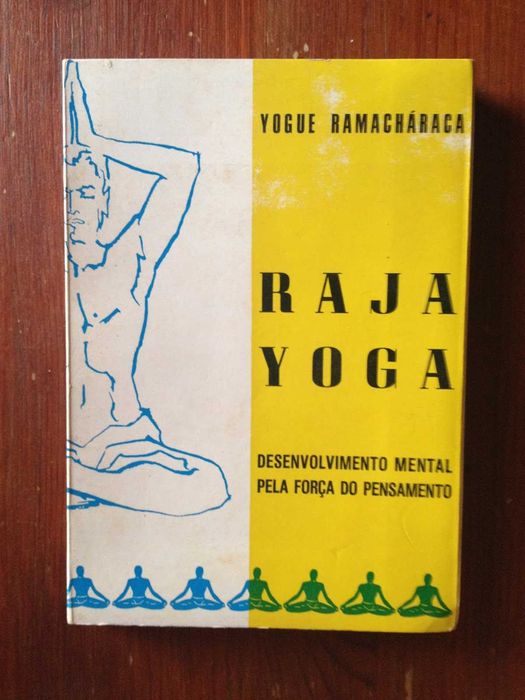 YOGUE RAMACHÁRACA
RAJA
YOGA
DESENVOLVIMENTO MENTAL
PELA FORÇA DO PENSAMENTO